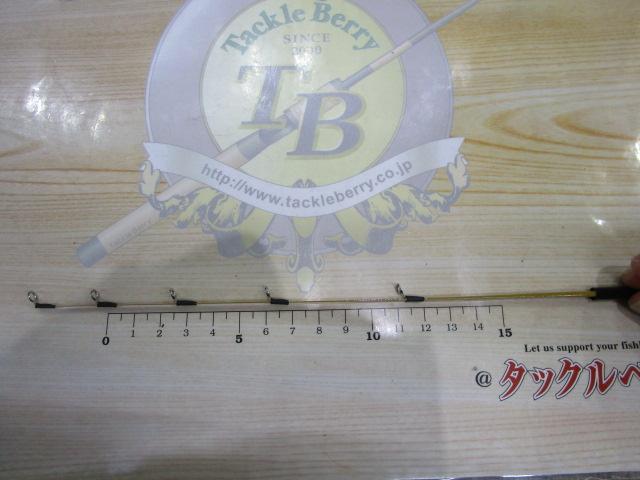 Tackle Berry
SINCE
2000
TB
http://www.tackleberry.co.jp
0 1 2 3 4 5 6 7 8 9 10 11 12 13 14 15
Let us support your fish
@タックルベ